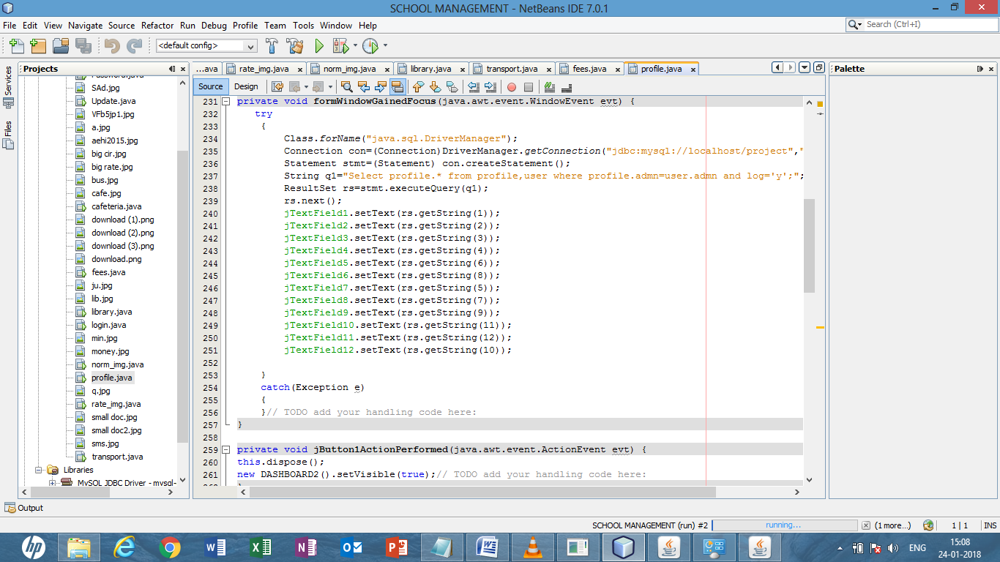 SCHOOL MANAGEMENT - NetBeans IDE 7.0.1
File Edit View Navigate Source Refactor Run Debug Profile Team Tools Window Help
Search (Ctrl+I)
<default config>
Services
Files
Projects
Password.java
SAd.jpg
Update.java
VFb5jp1.jpg
a.jpg
aehi2015.jpg
big cir.jpg
big rate.jpg
bus.jpg
cafe.jpg
cafeteria.java
download (1).png
download (2).png
download (3).png
download.png
fees.java
ju.jpg
lib.jpg
library.java
login.java
min.jpg
money.jpg
norm_img.java
profile.java
q.jpg
rate_img.java
small doc.jpg
small doc2.jpg
sms.jpg
transport.java
Libraries
MySQL JDBC Driver - mysql-
...ava rate_img.java norm_img.java library.java transport.java fees.java profile.java
Source Design
231 private void formWindowGainedFocus(java.awt.event.WindowEvent evt) {
232 try
233 {
234 Class.forName("java.sql.DriverManager");
235 Connection con=(Connection)DriverManager.getConnection("jdbc:mysql://localhost/project","
236 Statement stmt=(Statement) con.createStatement();
237 String q1="Select profile.* from profile,user where profile.admn=user.admn and log='y';";
238 ResultSet rs=stmt.executeQuery(q1);
239 rs.next();
240 jTextField1.setText(rs.getString(1));
241 jTextField2.setText(rs.getString(2));
242 jTextField3.setText(rs.getString(3));
243 jTextField4.setText(rs.getString(4));
244 jTextField5.setText(rs.getString(6));
245 jTextField6.setText(rs.getString(8));
246 jTextField7.setText(rs.getString(5));
247 jTextField8.setText(rs.getString(7));
248 jTextField9.setText(rs.getString(9));
249 jTextField10.setText(rs.getString(11));
250 jTextField11.setText(rs.getString(12));
251 jTextField12.setText(rs.getString(10));
252
253 }
254 catch(Exception e)
255 {
256 }// TODO add your handling code here:
257 }
258
259 private void jButton1ActionPerformed(java.awt.event.ActionEvent evt) {
260 this.dispose();
261 new DASHBOARD2().setVisible(true);// TODO add your handling code here:
Palette
Output
SCHOOL MANAGEMENT (run) #2 running... (1 more...) 1 | 1 INS
hp
ENG
15:08
24-01-2018